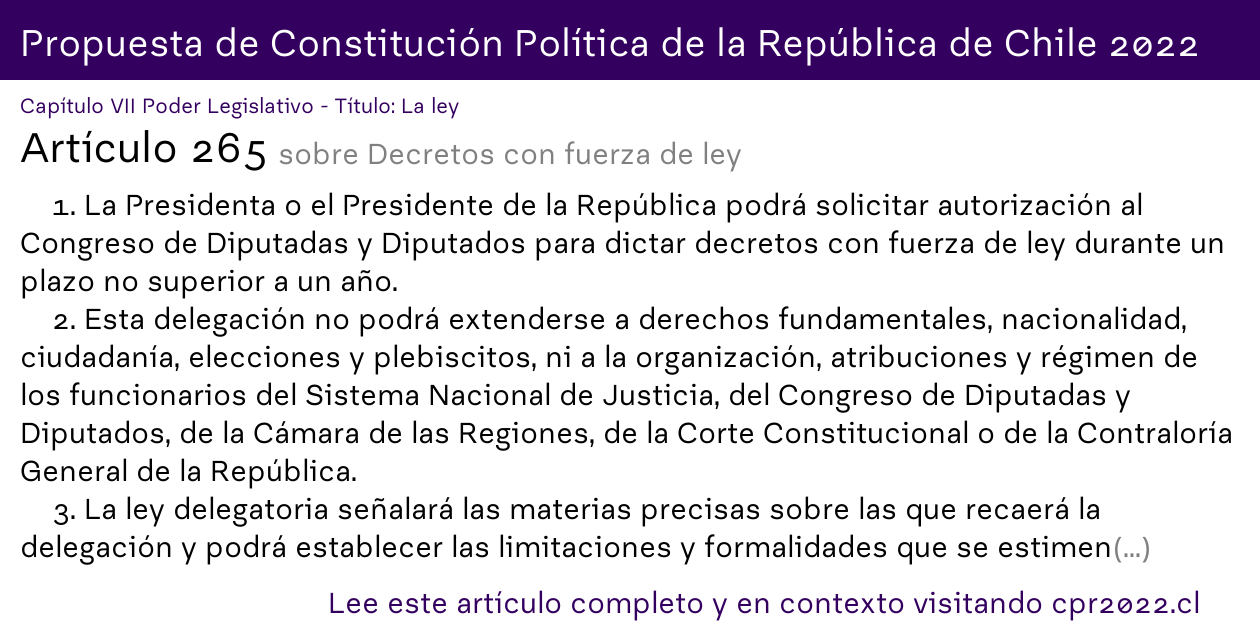 Propuesta de Constitución Política de la República de Chile 2022
Capítulo VII Poder Legislativo - Título: La ley
Artículo 265 sobre Decretos con fuerza de ley
1. La Presidenta o el Presidente de la República podrá solicitar autorización al
Congreso de Diputadas y Diputados para dictar decretos con fuerza de ley durante un
plazo no superior a un año.
2. Esta delegación no podrá extenderse a derechos fundamentales, nacionalidad,
ciudadanía, elecciones y plebiscitos, ni a la organización, atribuciones y régimen de
los funcionarios del Sistema Nacional de Justicia, del Congreso de Diputadas y
Diputados, de la Cámara de las Regiones, de la Corte Constitucional o de la Contraloría
General de la República.
3. La ley delegatoria señalará las materias precisas sobre las que recaerá la
delegación y podrá establecer las limitaciones y formalidades que se estimen(...)
Lee este artículo completo y en contexto visitando cpr2022.cl